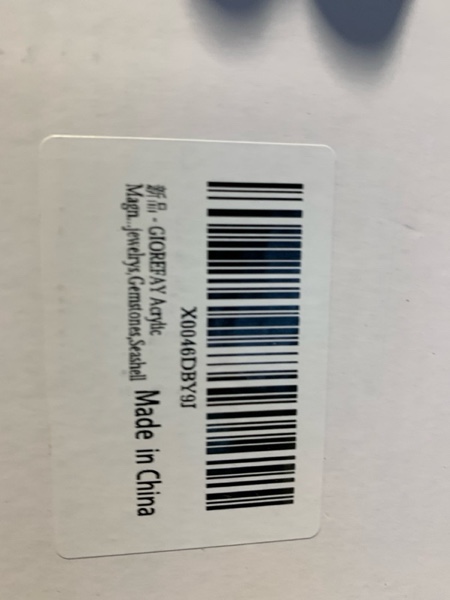 X0046DBY9J
新品 - GIOREFAY Acrylic
Magn...jewelrys,Gemstones,Seashell
Made in China